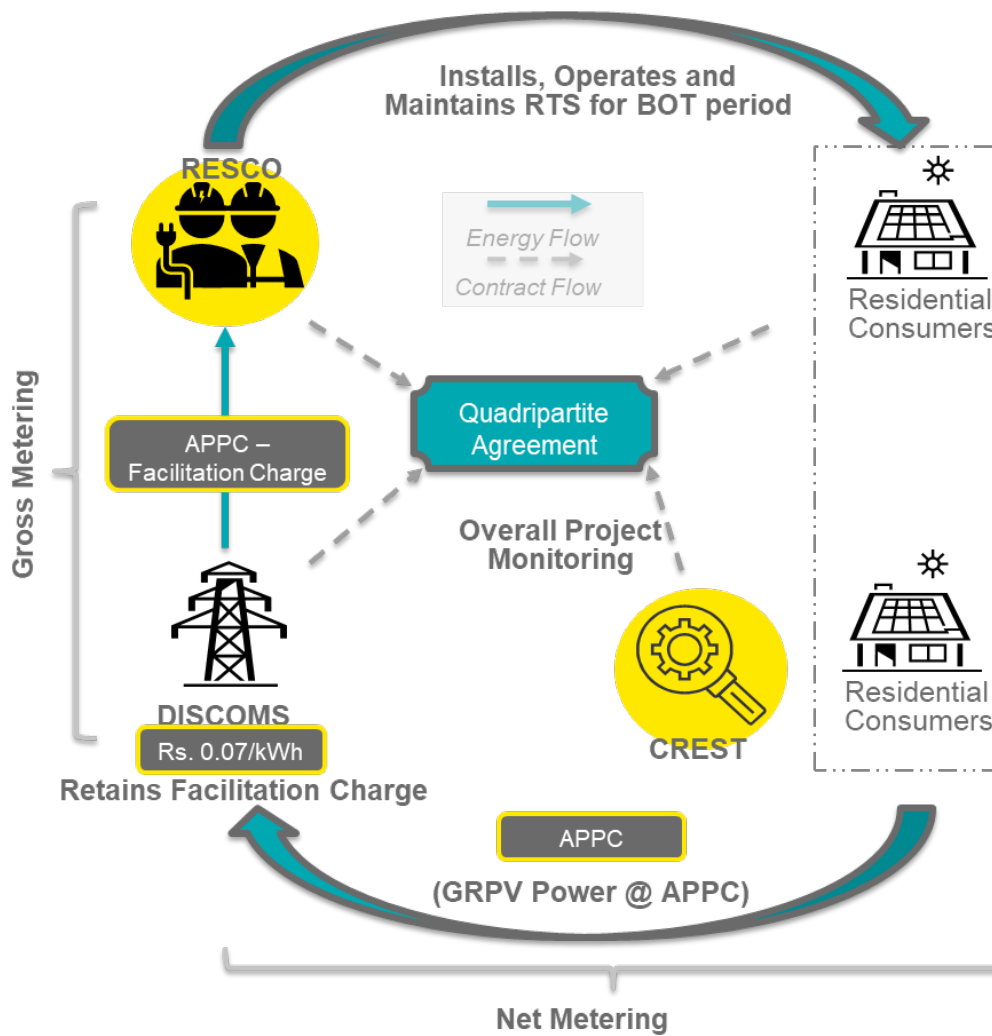 Installs, Operates and
Maintains RTS for BOT period
RESCO
Energy Flow
Contract Flow
Residential
Consumers
Gross Metering
APPC –
Facilitation Charge
Quadripartite
Agreement
Overall Project
Monitoring
DISCOMS
Rs. 0.07/kWh
Retains Facilitation Charge
CREST
Residential
Consumers
APPC
(GRPV Power @ APPC)
Net Metering